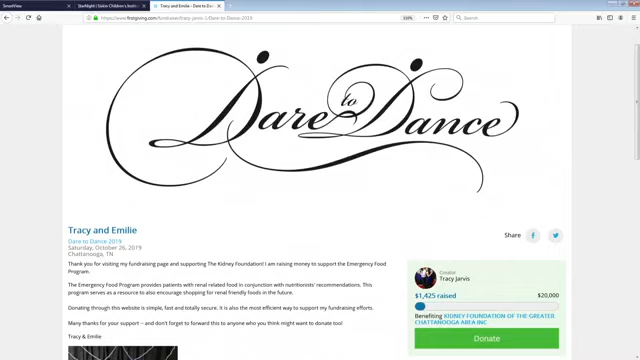 SmartView
StarNight | Siskin Children's Instit
Tracy and Emilie - Dare to Da
https://www.firstgiving.com/fundraiser/tracy-jarvis-1/Dare-to-Dance-2019
Search
Dare to Dance
Tracy and Emilie
Dare to Dance 2019
Saturday, October 26, 2019
Chattanooga, TN
Share
Thank you for visiting my fundraising page and supporting The Kidney Foundation! I am raising money to support the Emergency Food
Program.
The Emergency Food Program provides patients with renal related food in conjunction with nutritionists' recommendations. This
program serves as a resource to also encourage shopping for renal friendly foods in the future.
Donating through this website is simple, fast and totally secure. It is also the most efficient way to support my fundraising efforts.
Many thanks for your support -- and don't forget to forward this to anyone who you think might want to donate too!
Tracy & Emilie
Creator
Tracy Jarvis
$1,425 raised
$20,000
Benefiting KIDNEY FOUNDATION OF THE GREATER
CHATTANOOGA AREA INC
Donate